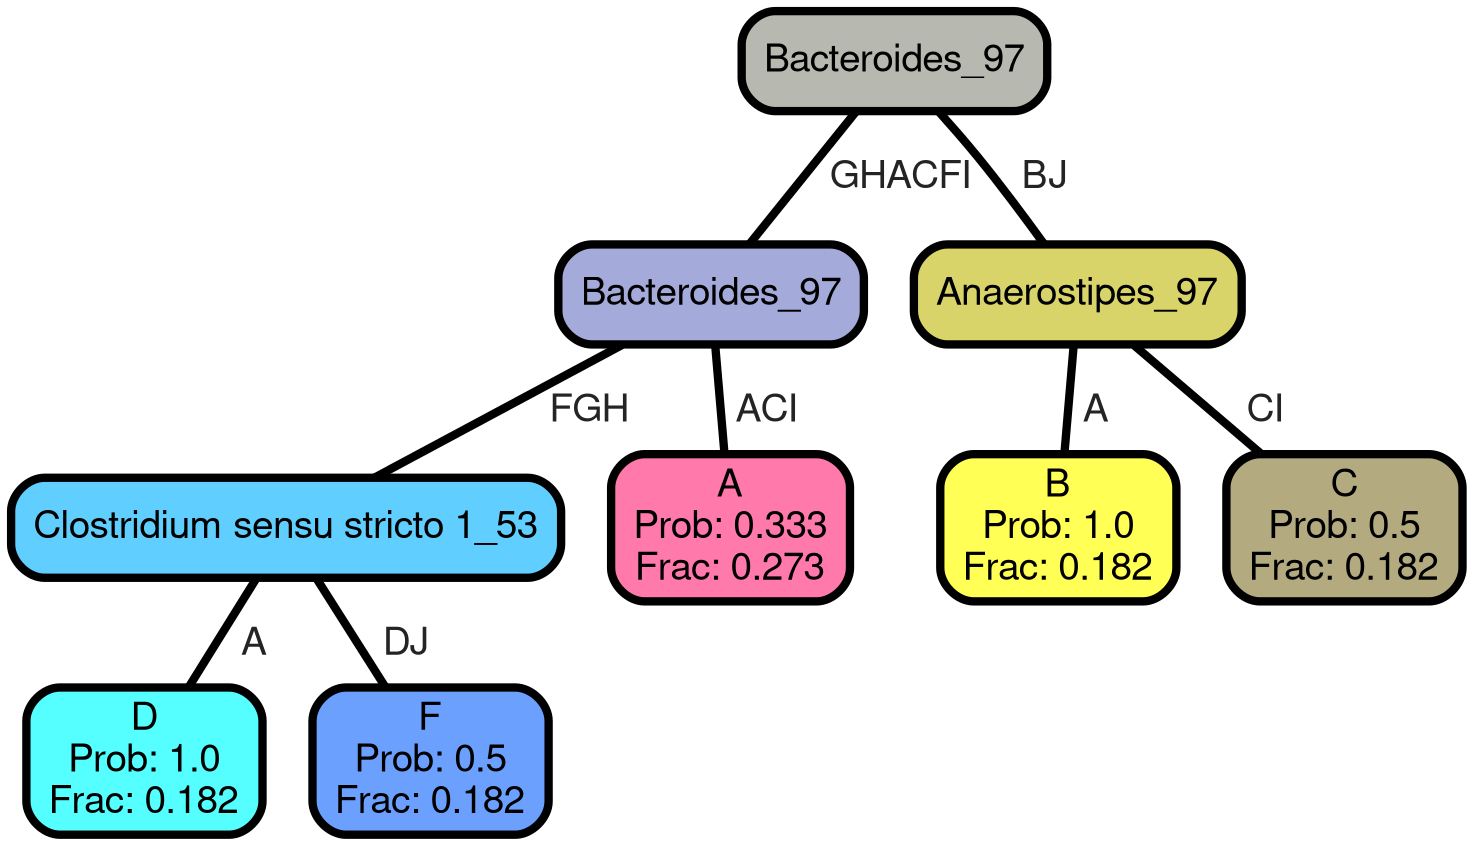 Bacteroides_97
GHACFI
BJ
Bacteroides_97
Anaerostipes_97
FGH
ACI
A
CI
Clostridium sensu stricto 1_53
A
Prob: 0.333
Frac: 0.273
B
Prob: 1.0
Frac: 0.182
C
Prob: 0.5
Frac: 0.182
A
DJ
D
Prob: 1.0
Frac: 0.182
F
Prob: 0.5
Frac: 0.182